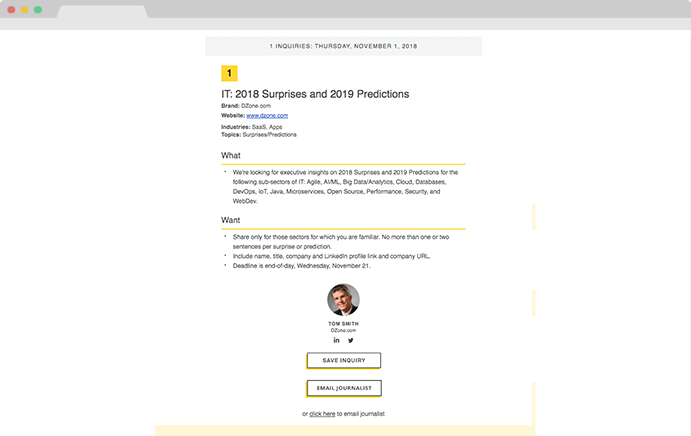 1 INQUIRIES: THURSDAY, NOVEMBER 1, 2018
1
IT: 2018 Surprises and 2019 Predictions
Brand: DZone.com
Website: www.dzone.com
Industries: SaaS, Apps
Topics: Surprises/Predictions
What
• We're looking for executive insights on 2018 Surprises and 2019 Predictions for the
following sub-sectors of IT: Agile, AI/ML, Big Data/Analytics, Cloud, Databases,
DevOps, IoT, Java, Microservices, Open Source, Performance, Security, and
WebDev.
Want
• Share only for those sectors for which you are familiar. No more than one or two
sentences per surprise or prediction.
• Include name, title, company and LinkedIn profile link and company URL.
• Deadline is end-of-day, Wednesday, November 21.
TOM SMITH
DZone.com
in
SAVE INQUIRY
EMAIL JOURNALIST
or click here to email journalist